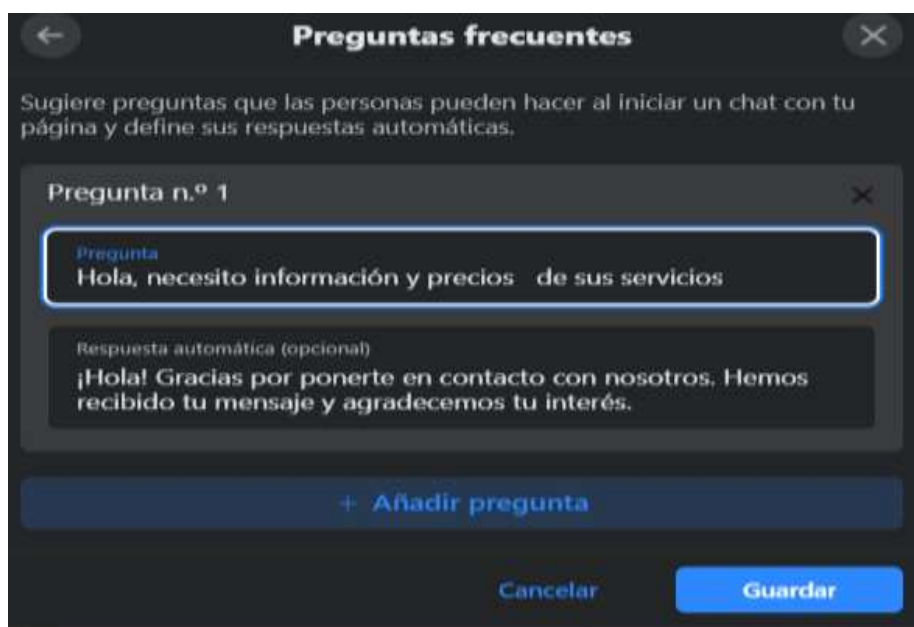 Preguntas frecuentes
Sugiere preguntas que las personas pueden hacer al iniciar un chat con tu
página y define sus respuestas automáticas.
Pregunta n.º 1
Pregunta
Hola, necesito información y precios   de sus servicios
Respuesta automática (opcional)
¡Hola! Gracias por ponerte en contacto con nosotros. Hemos
recibido tu mensaje y agradecemos tu interés.
+ Añadir pregunta
Cancelar
Guardar